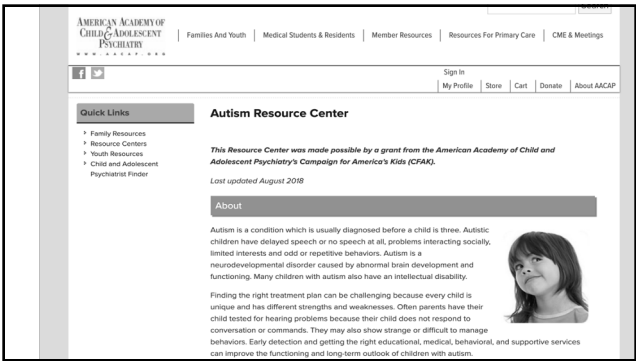 Search
AMERICAN ACADEMY OF
CHILD & ADOLESCENT
PSYCHIATRY
WWW.AACAP.ORG
Families And Youth
Medical Students & Residents
Member Resources
Resources For Primary Care
CME & Meetings
Sign In
My Profile
Store
Cart
Donate
About AACAP
Quick Links
Family Resources
Resource Centers
Youth Resources
Child and Adolescent
Psychiatrist Finder
Autism Resource Center
This Resource Center was made possible by a grant from the American Academy of Child and
Adolescent Psychiatry's Campaign for America's Kids (CFAK).
Last updated August 2018
About
Autism is a condition which is usually diagnosed before a child is three. Autistic
children have delayed speech or no speech at all, problems interacting socially,
limited interests and odd or repetitive behaviors. Autism is a
neurodevelopmental disorder caused by abnormal brain development and
functioning. Many children with autism also have an intellectual disability.
Finding the right treatment plan can be challenging because every child is
unique and has different strengths and weaknesses. Often parents have their
child tested for hearing problems because their child does not respond to
conversation or commands. They may also show strange or difficult to manage
behaviors. Early detection and getting the right educational, medical, behavioral, and supportive services
can improve the functioning and long-term outlook of children with autism.